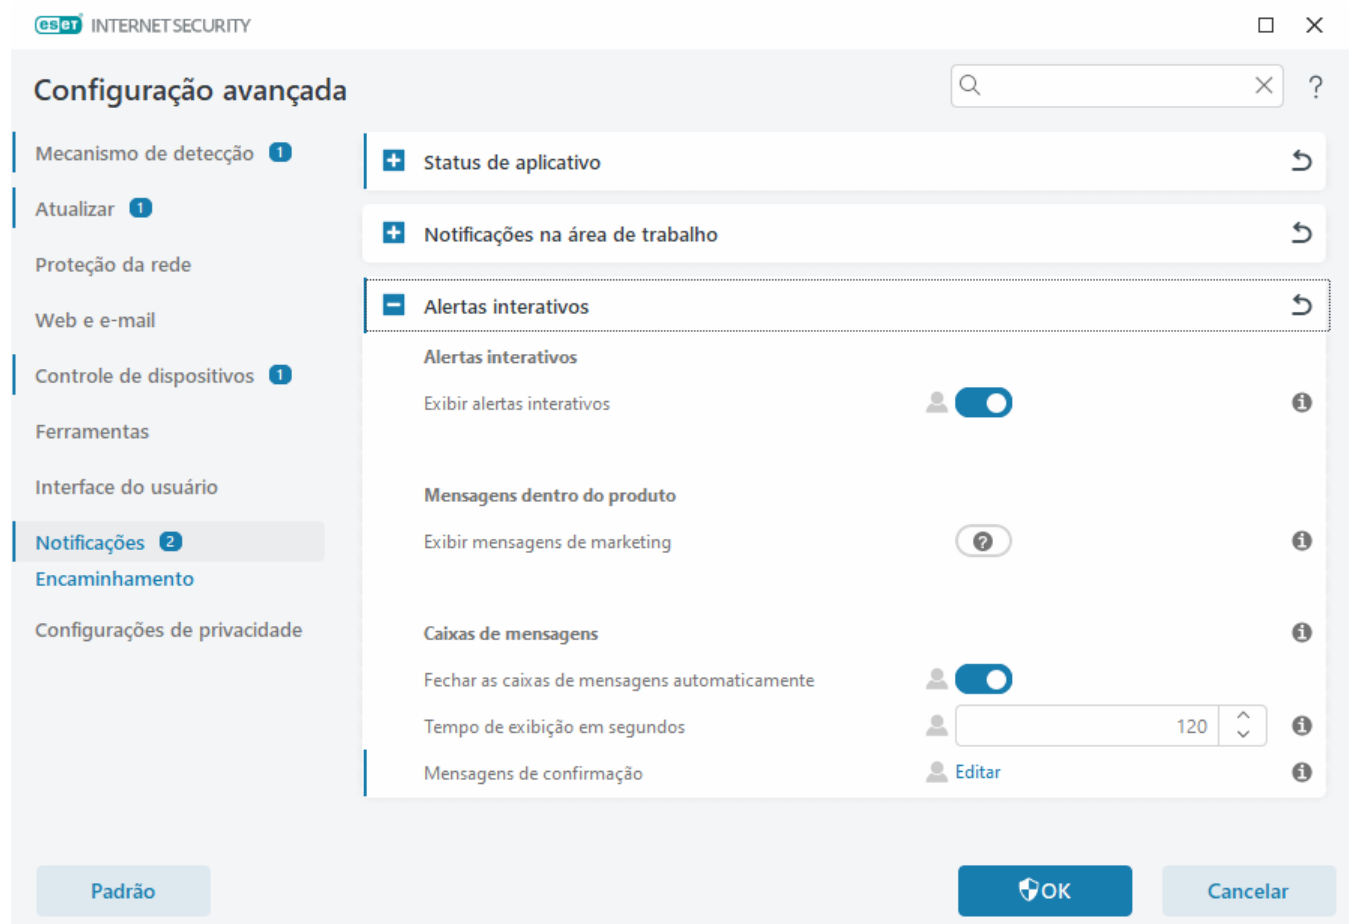 eseT INTERNET SECURITY
Configuração avançada
?
Mecanismo de detecção 1
Atualizar 1
Proteção da rede
Web e e-mail
Controle de dispositivos 1
Ferramentas
Interface do usuário
Notificações 2
Encaminhamento
Configurações de privacidade
Status de aplicativo
Notificações na área de trabalho
Alertas interativos
Alertas interativos
Exibir alertas interativos
Mensagens dentro do produto
Exibir mensagens de marketing ?
Caixas de mensagens
Fechar as caixas de mensagens automaticamente
Tempo de exibição em segundos 120
Mensagens de confirmação Editar
Padrão
OK
Cancelar